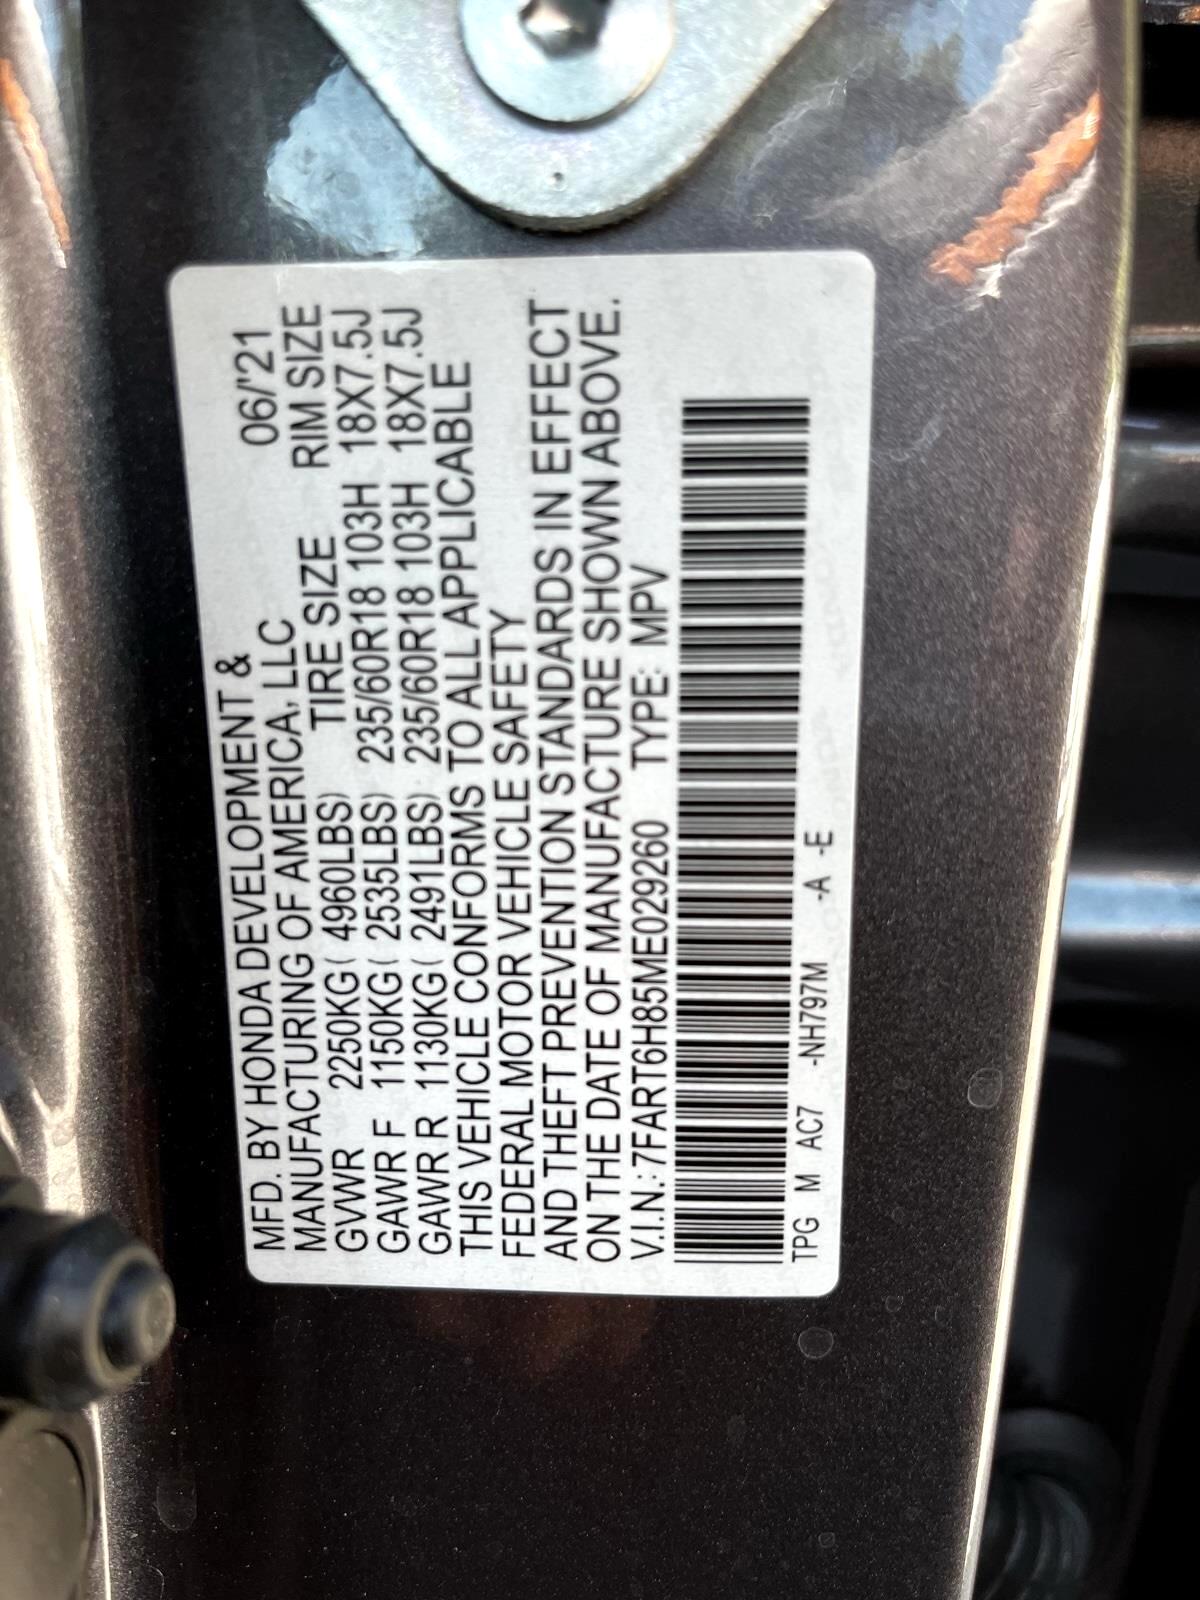 MFD. BY HONDA DEVELOPMENT & 06/'21
MANUFACTURING OF AMERICA, LLC
TIRE SIZE RIM SIZE
GVWR 2250KG( 4960LBS) 235/60R18 103H 18X7.5J
GAWR F 1150KG( 2535LBS) 235/60R18 103H 18X7.5J
GAWR R 1130KG( 2491LBS)
THIS VEHICLE CONFORMS TO ALL APPLICABLE
FEDERAL MOTOR VEHICLE SAFETY
AND THEFT PREVENTION STANDARDS IN EFFECT
ON THE DATE OF MANUFACTURE SHOWN ABOVE.
V.I.N.: 7FART6H85ME029260 TYPE: MPV
TPG M AC7 -NH797M -A -E